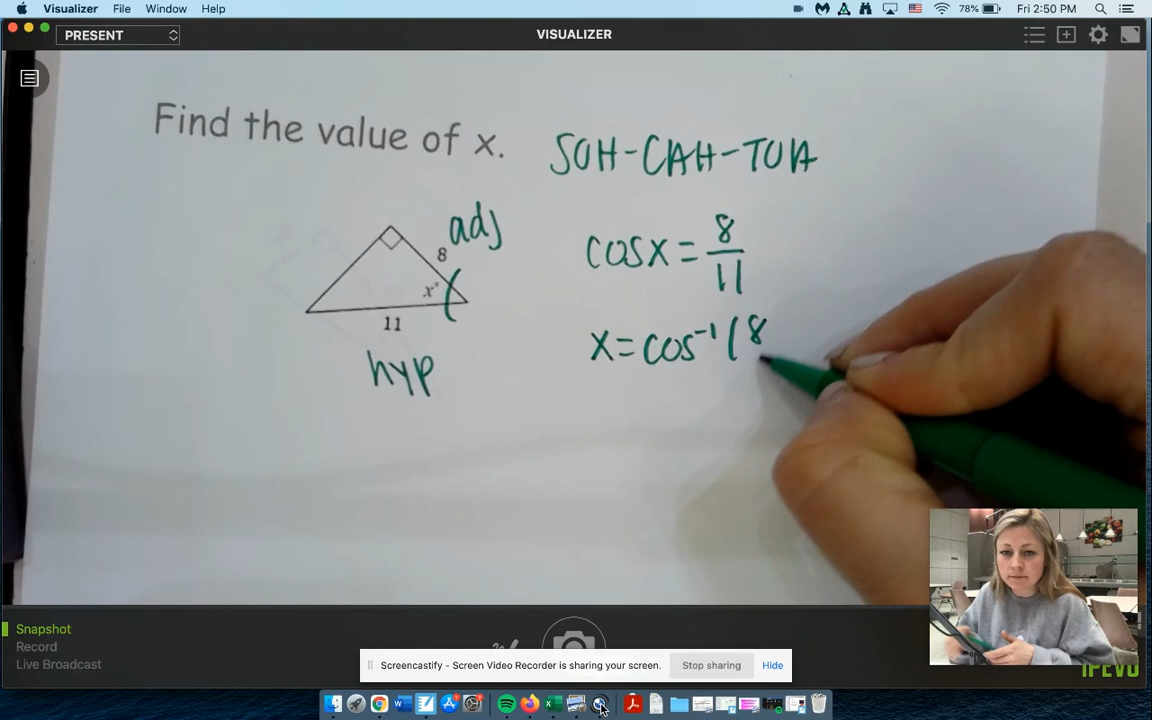 Visualizer File Window Help 78% Fri 2:50 PM
PRESENT VISUALIZER
Find the value of x.
SOH-CAH-TOA
adj
8
x°
11
hyp
cosx = 8/11
x = cos⁻¹(8
Snapshot
Record
Live Broadcast
Screencastify - Screen Video Recorder is sharing your screen. Stop sharing Hide
IPEVO